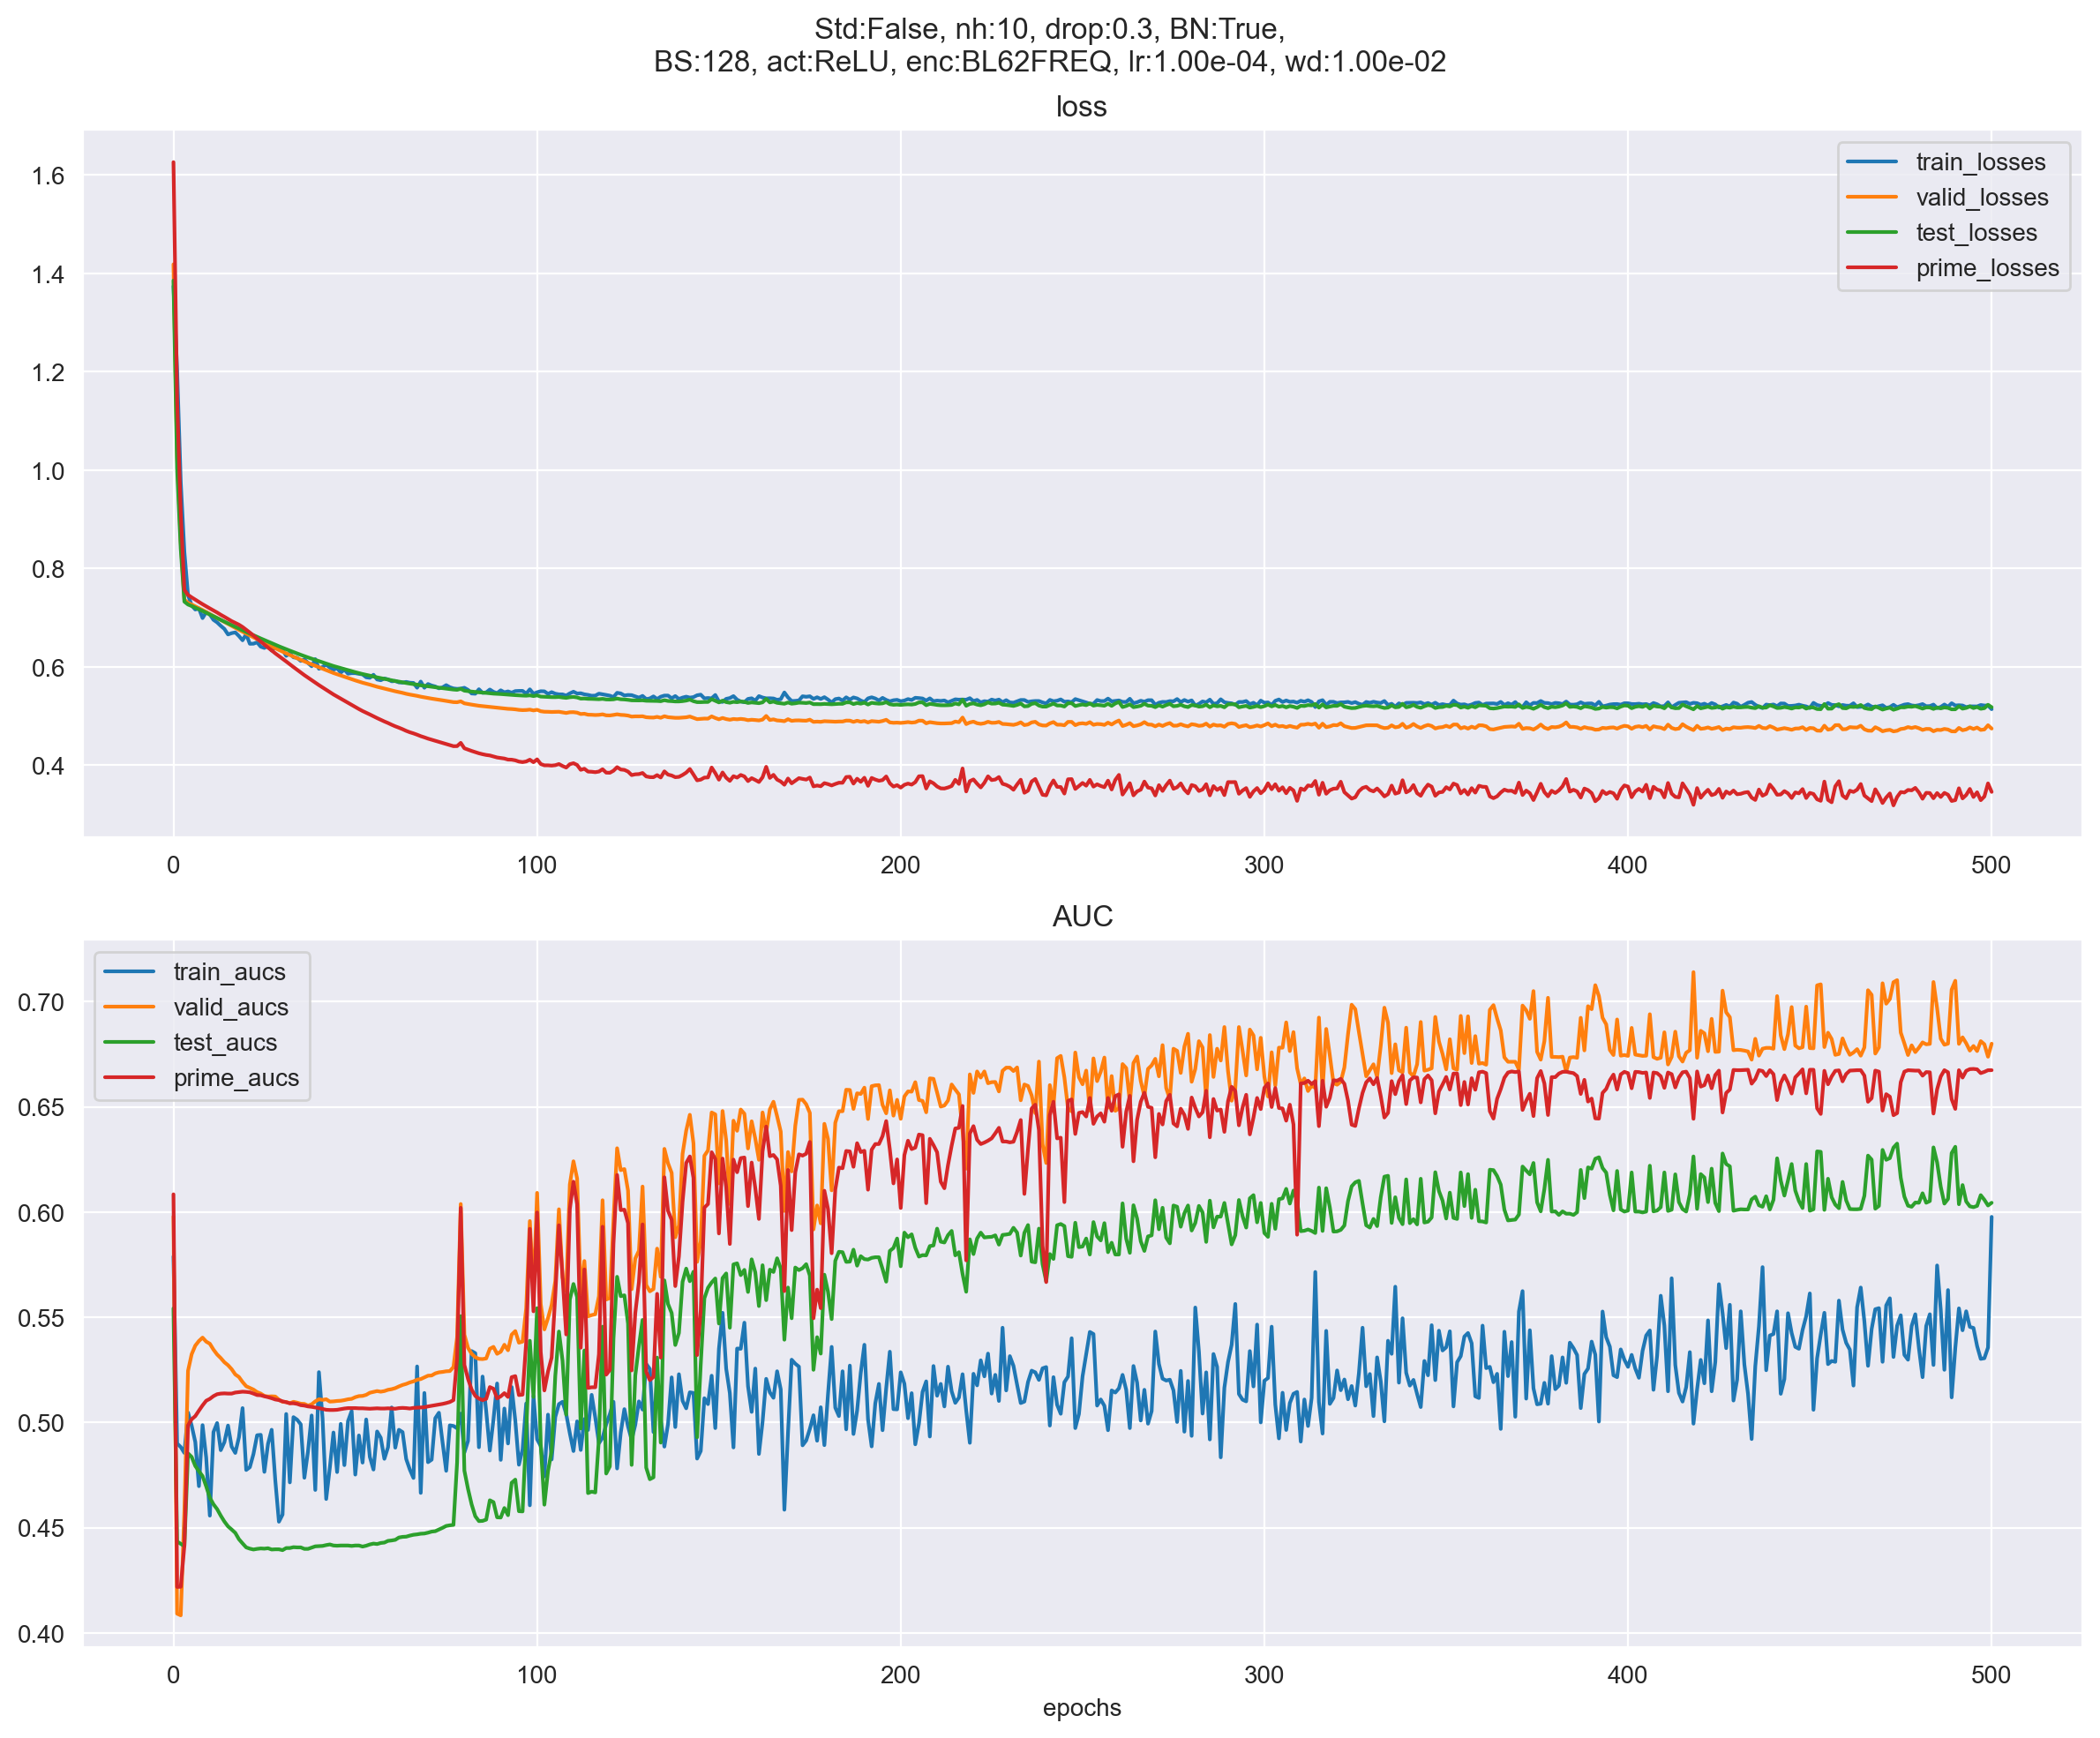 Std:False, nh:10, drop:0.3, BN:True,
BS:128, act:ReLU, enc:BL62FREQ, lr:1.00e-04, wd:1.00e-02
loss
train_losses
valid_losses
test_losses
prime_losses
1.6
1.4
1.2
1.0
0.8
0.6
0.4
0
100
200
300
400
500
AUC
train_aucs
valid_aucs
test_aucs
prime_aucs
0.70
0.65
0.60
0.55
0.50
0.45
0.40
0
100
200
300
400
500
epochs